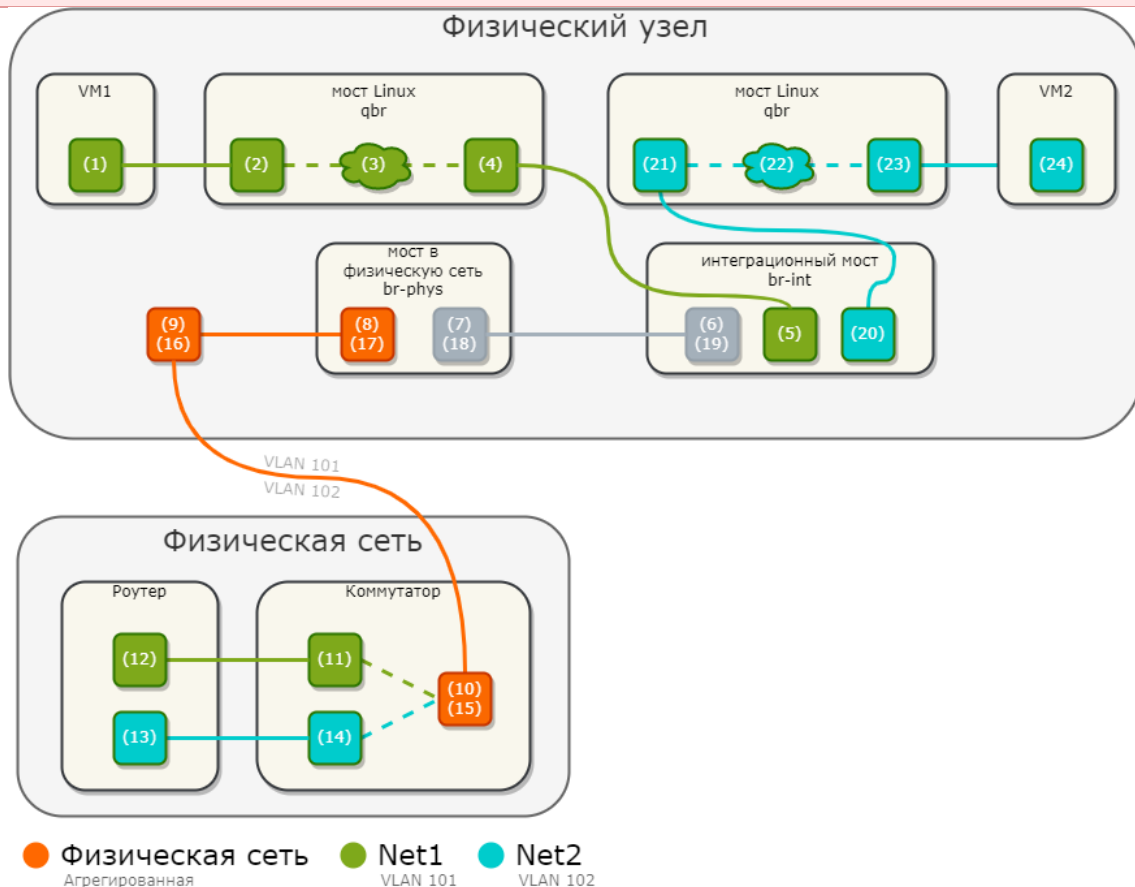 Физический узел
VM1
мост Linux
qbr
мост Linux
qbr
VM2
(1)
(2)
(3)
(4)
(21)
(22)
(23)
(24)
мост в
физическую сеть
br-phys
интеграционный мост
br-int
(9)
(16)
(8)
(17)
(7)
(18)
(6)
(19)
(5)
(20)
VLAN 101
VLAN 102
Физическая сеть
Роутер
Коммутатор
(12)
(11)
(10)
(15)
(13)
(14)
Физическая сеть
Агрегированная
Net1
VLAN 101
Net2
VLAN 102